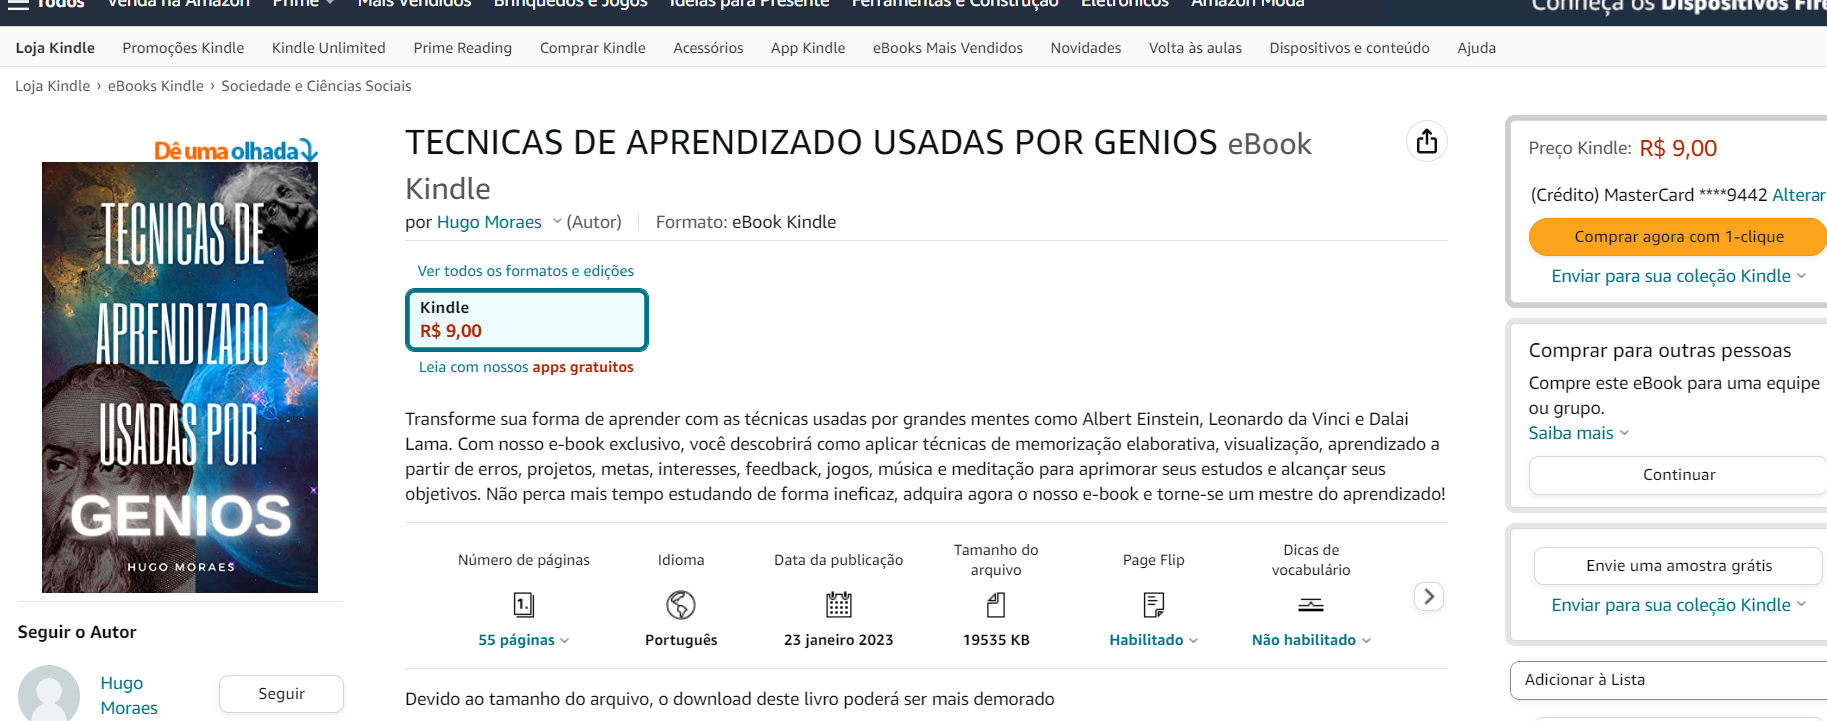 Todos Venda na Amazon Prime Mais Vendidos Brinquedos e Jogos Ideias para Presente Ferramentas e Construção Eletrônicos Amazon Moda Conheça os Dispositivos Fire
Loja Kindle Promoções Kindle Kindle Unlimited Prime Reading Comprar Kindle Acessórios App Kindle eBooks Mais Vendidos Novidades Volta às aulas Dispositivos e conteúdo Ajuda
Loja Kindle › eBooks Kindle › Sociedade e Ciências Sociais
Dê uma olhada
TECNICAS DE
APRENDIZADO
USADAS POR
GENIOS
HUGO MORAES
Seguir o Autor
Hugo
Moraes
Seguir
TECNICAS DE APRENDIZADO USADAS POR GENIOS eBook
Kindle
por Hugo Moraes (Autor) Formato: eBook Kindle
Ver todos os formatos e edições
Kindle
R$ 9,00
Leia com nossos apps gratuitos
Transforme sua forma de aprender com as técnicas usadas por grandes mentes como Albert Einstein, Leonardo da Vinci e Dalai
Lama. Com nosso e-book exclusivo, você descobrirá como aplicar técnicas de memorização elaborativa, visualização, aprendizado a
partir de erros, projetos, metas, interesses, feedback, jogos, música e meditação para aprimorar seus estudos e alcançar seus
objetivos. Não perca mais tempo estudando de forma ineficaz, adquira agora o nosso e-book e torne-se um mestre do aprendizado!
Número de páginas
1.
55 páginas
Idioma
Português
Data da publicação
23 janeiro 2023
Tamanho do
arquivo
19535 KB
Page Flip
Habilitado
Dicas de
vocabulário
Não habilitado
Devido ao tamanho do arquivo, o download deste livro poderá ser mais demorado
Preço Kindle: R$ 9,00
(Crédito) MasterCard ****9442 Alterar
Comprar agora com 1-clique
Enviar para sua coleção Kindle
Comprar para outras pessoas
Compre este eBook para uma equipe
ou grupo.
Saiba mais
Continuar
Envie uma amostra grátis
Enviar para sua coleção Kindle
Adicionar à Lista